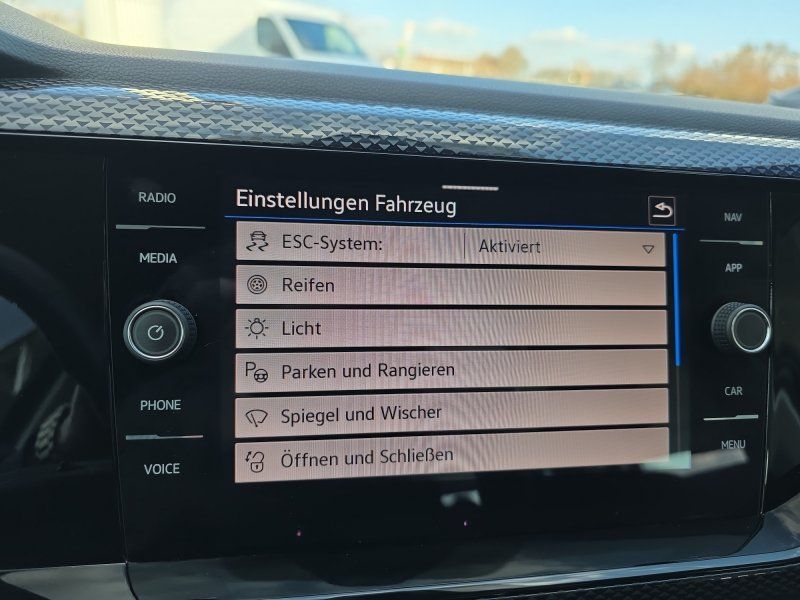 RADIO
MEDIA
PHONE
VOICE
Einstellungen Fahrzeug
ESC-System: Aktiviert
Reifen
Licht
P Parken und Rangieren
Spiegel und Wischer
Öffnen und Schließen
NAV
APP
CAR
MENU